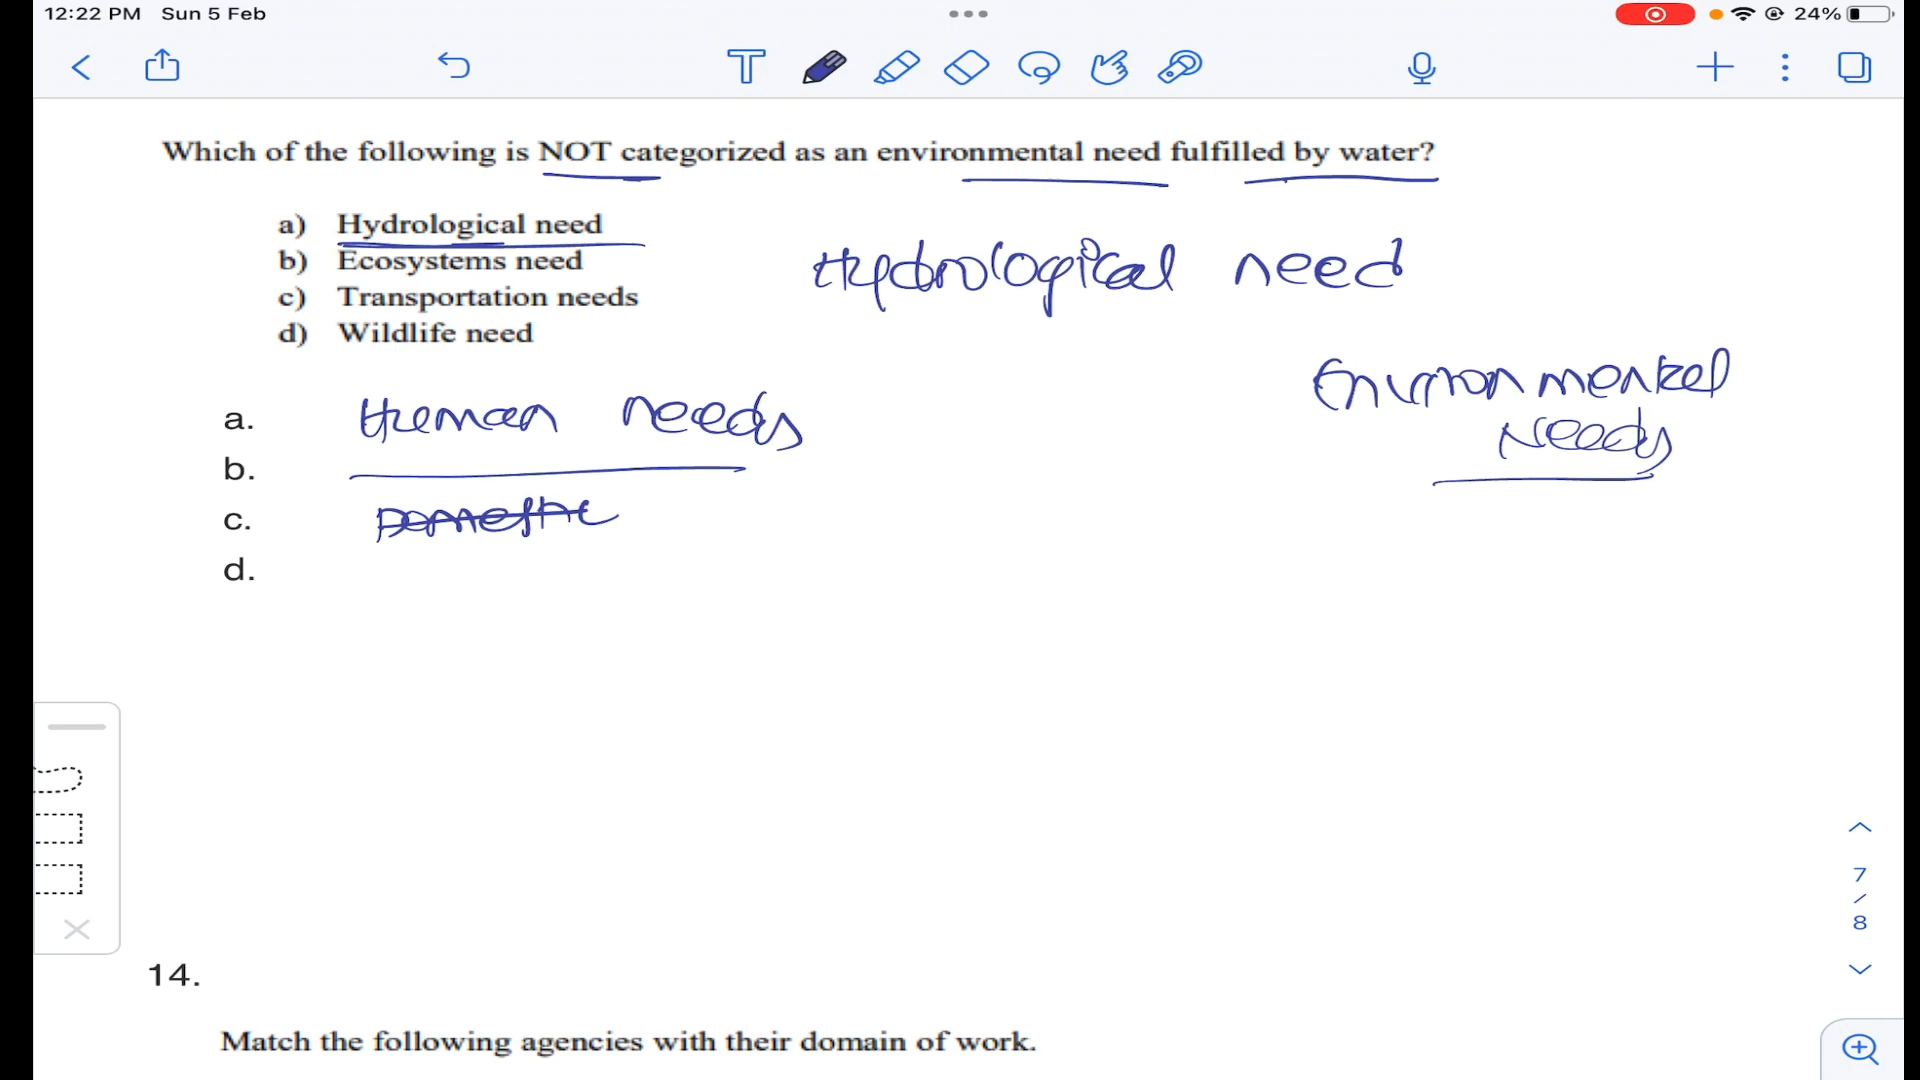 12:22 PM Sun 5 Feb
24%
Which of the following is NOT categorized as an environmental need fulfilled by water?
a) Hydrological need
b) Ecosystems need
c) Transportation needs
d) Wildlife need
Hydrological need
Environmental
Needs
a. Human needs
b.
c. Domestic
d.
7
/
8
14.
Match the following agencies with their domain of work.